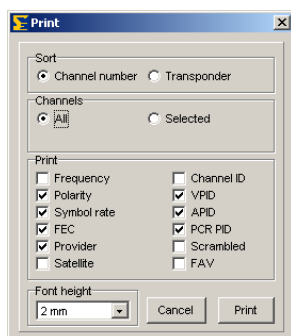 Print
Sort
Channel number Transponder
Channels
All Selected
Print
Frequency Channel ID
Polarity VPID
Symbol rate APID
FEC PCR PID
Provider Scrambled
Satellite FAV
Font height
2 mm Cancel Print